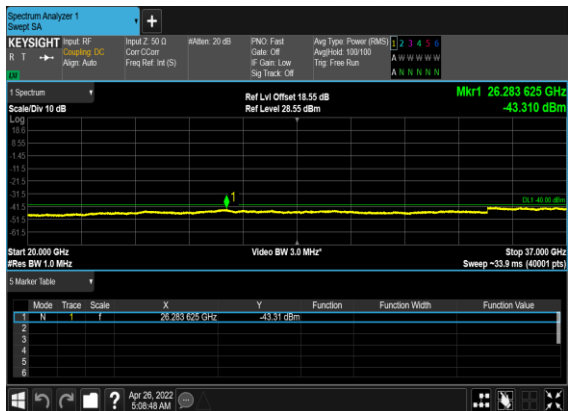 Spectrum Analyzer 1
Swept SA
KEYSIGHT
R T
Input: RF
Coupling: DC
Align: Auto
Input Z: 50 Ω
Corr CCorr
Freq Ref: Int (S)
#Atten: 20 dB
PNO: Fast
Gate: Off
IF Gain: Low
Sig Track: Off
Avg Type: Power (RMS)
Avg|Hold: 100/100
Trig: Free Run
1 2 3 4 5 6
A W W W W W
A N N N N N
1 Spectrum
Scale/Div 10 dB
Ref Lvl Offset 18.55 dB
Ref Level 28.55 dBm
Mkr1 26.283 625 GHz
-43.310 dBm
Log
18.6
8.55
-1.45
-11.5
-21.5
-31.5
-41.5
-51.5
-61.5
1
DL1 -40.00 dBm
Start 20.000 GHz
#Res BW 1.0 MHz
Video BW 3.0 MHz*
Stop 37.000 GHz
Sweep ~33.9 ms (40001 pts)
5 Marker Table
Mode Trace Scale X Y Function Function Width Function Value
1 N 1 f 26.283 625 GHz -43.31 dBm
2
3
4
5
6
?
Apr 26, 2022
5:08:48 AM